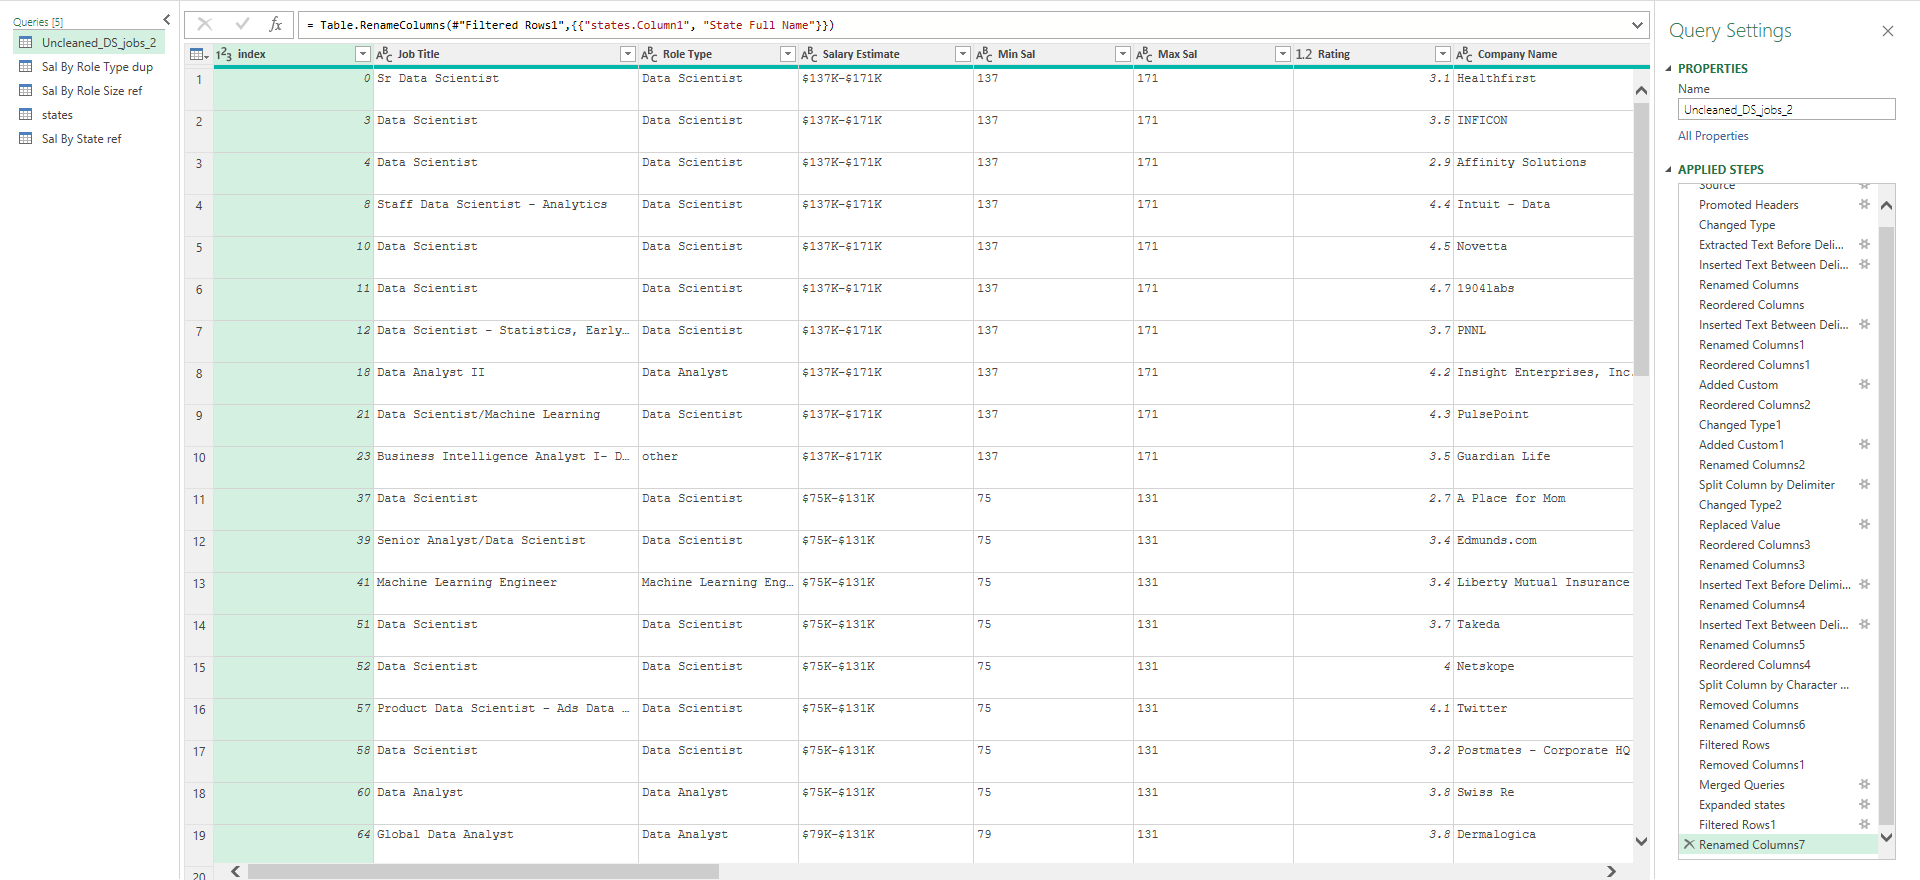 Queries [5]
Uncleaned_DS_jobs_2
Sal By Role Type dup
Sal By Role Size ref
states
Sal By State ref
fx
= Table.RenameColumns(#"Filtered Rows1",{{"states.Column1", "State Full Name"}})
1²3 index ABC Job Title ABC Role Type ABC Salary Estimate ABC Min Sal ABC Max Sal 1.2 Rating ABC Company Name
1 0 Sr Data Scientist Data Scientist $137K-$171K 137 171 3.1 Healthfirst
2 3 Data Scientist Data Scientist $137K-$171K 137 171 3.5 INFICON
3 4 Data Scientist Data Scientist $137K-$171K 137 171 2.9 Affinity Solutions
4 8 Staff Data Scientist - Analytics Data Scientist $137K-$171K 137 171 4.4 Intuit - Data
5 10 Data Scientist Data Scientist $137K-$171K 137 171 4.5 Novetta
6 11 Data Scientist Data Scientist $137K-$171K 137 171 4.7 1904labs
7 12 Data Scientist - Statistics, Early... Data Scientist $137K-$171K 137 171 3.7 PNNL
8 18 Data Analyst II Data Analyst $137K-$171K 137 171 4.2 Insight Enterprises, Inc.
9 21 Data Scientist/Machine Learning Data Scientist $137K-$171K 137 171 4.3 PulsePoint
10 23 Business Intelligence Analyst I- D... other $137K-$171K 137 171 3.5 Guardian Life
11 37 Data Scientist Data Scientist $75K-$131K 75 131 2.7 A Place for Mom
12 39 Senior Analyst/Data Scientist Data Scientist $75K-$131K 75 131 3.4 Edmunds.com
13 41 Machine Learning Engineer Machine Learning Eng... $75K-$131K 75 131 3.4 Liberty Mutual Insurance
14 51 Data Scientist Data Scientist $75K-$131K 75 131 3.7 Takeda
15 52 Data Scientist Data Scientist $75K-$131K 75 131 4 Netskope
16 57 Product Data Scientist - Ads Data ... Data Scientist $75K-$131K 75 131 4.1 Twitter
17 58 Data Scientist Data Scientist $75K-$131K 75 131 3.2 Postmates - Corporate HQ
18 60 Data Analyst Data Analyst $75K-$131K 75 131 3.8 Swiss Re
19 64 Global Data Analyst Data Analyst $79K-$131K 79 131 3.8 Dermalogica
20
Query Settings
PROPERTIES
Name
Uncleaned_DS_jobs_2
All Properties
APPLIED STEPS
Source
Promoted Headers
Changed Type
Extracted Text Before Deli...
Inserted Text Between Deli...
Renamed Columns
Reordered Columns
Inserted Text Between Deli...
Renamed Columns1
Reordered Columns1
Added Custom
Reordered Columns2
Changed Type1
Added Custom1
Renamed Columns2
Split Column by Delimiter
Changed Type2
Replaced Value
Reordered Columns3
Renamed Columns3
Inserted Text Before Delimi...
Renamed Columns4
Inserted Text Between Deli...
Renamed Columns5
Reordered Columns4
Split Column by Character ...
Removed Columns
Renamed Columns6
Filtered Rows
Removed Columns1
Merged Queries
Expanded states
Filtered Rows1
Renamed Columns7